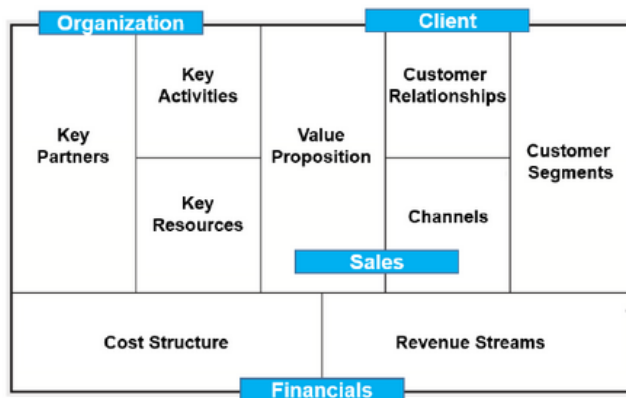 Organization
Client
Key
Partners
Key
Activities
Key
Resources
Value
Proposition
Customer
Relationships
Channels
Customer
Segments
Sales
Cost Structure
Revenue Streams
Financials